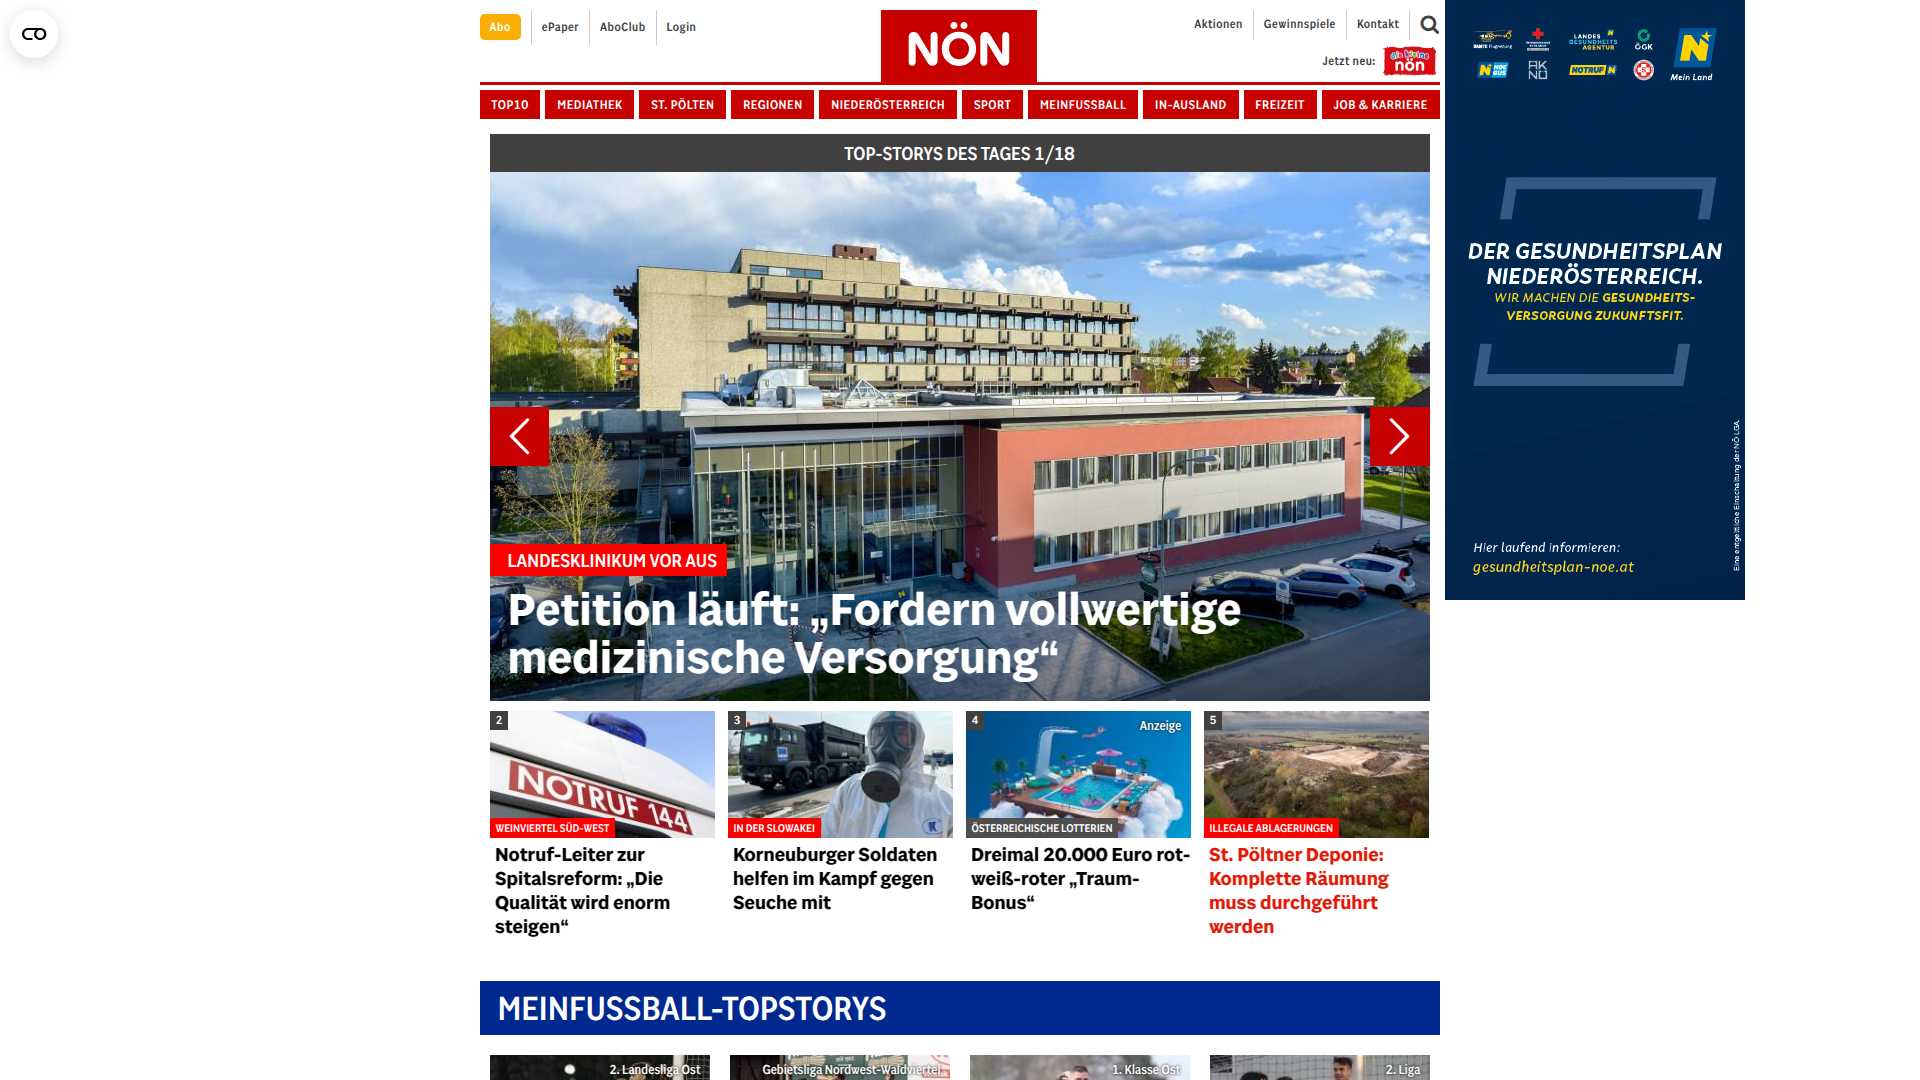 Abo
ePaper
AboClub
Login
NÖN
Aktionen
Gewinnspiele
Kontakt
Jetzt neu:
die kleine
nön
TOP10
MEDIATHEK
ST. PÖLTEN
REGIONEN
NIEDERÖSTERREICH
SPORT
MEINFUSSBALL
IN-AUSLAND
FREIZEIT
JOB & KARRIERE
TOP-STORYS DES TAGES 1/18
LANDESKLINIKUM VOR AUS
Petition läuft: „Fordern vollwertige
medizinische Versorgung“
2
NOTRUF 144
WEINVIERTEL SÜD-WEST
Notruf-Leiter zur
Spitalsreform: „Die
Qualität wird enorm
steigen“
3
IN DER SLOWAKEI
Korneuburger Soldaten
helfen im Kampf gegen
Seuche mit
4
Anzeige
ÖSTERREICHISCHE LOTTERIEN
Dreimal 20.000 Euro rot-
weiß-roter „Traum-
Bonus“
5
ILLEGALE ABLAGERUNGEN
St. Pöltner Deponie:
Komplette Räumung
muss durchgeführt
werden
MEINFUSSBALL-TOPSTORYS
2. Landesliga Ost
Gebietsliga Nordwest-Waldviertel
1. Klasse Ost
2. Liga
LANDES
GESUNDHEITS
AGENTUR
ÖGK
N
Mein Land
AK
NÖ
NOTRUF N
DER GESUNDHEITSPLAN
NIEDERÖSTERREICH.
WIR MACHEN DIE GESUNDHEITS-
VERSORGUNG ZUKUNFTSFIT.
Hier laufend informieren:
gesundheitsplan-noe.at
Eine entgeltliche Einschaltung der NÖ LGA.